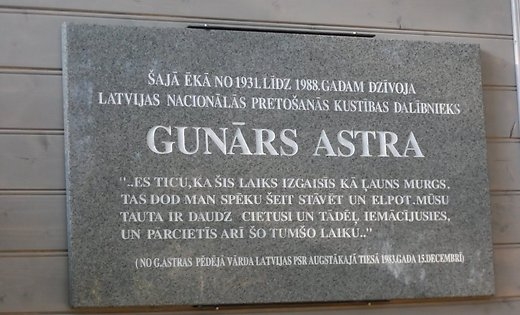 ŠAJĀ ĒKĀ NO 1931.LĪDZ 1988.GADAM DZĪVOJA
LATVIJAS NACIONĀLĀS PRETOŠANĀS KUSTĪBAS DALĪBNIEKS
GUNĀRS ASTRA
"..ES TICU,KA ŠIS LAIKS IZGAISĪS KĀ ĻAUNS MURGS.
TAS DOD MAN SPĒKU ŠEIT STĀVĒT UN ELPOT.MŪSU
TAUTA IR DAUDZ CIETUSI UN TĀDĒĻ IEMĀCĪJUSIES,
UN PĀRCIETĪS ARĪ ŠO TUMŠO LAIKU.."
(NO G.ASTRAS PĒDĒJĀ VĀRDA LATVIJAS PSR AUGSTĀKAJĀ TIESĀ 1983.GADA 15.DECEMBRĪ)